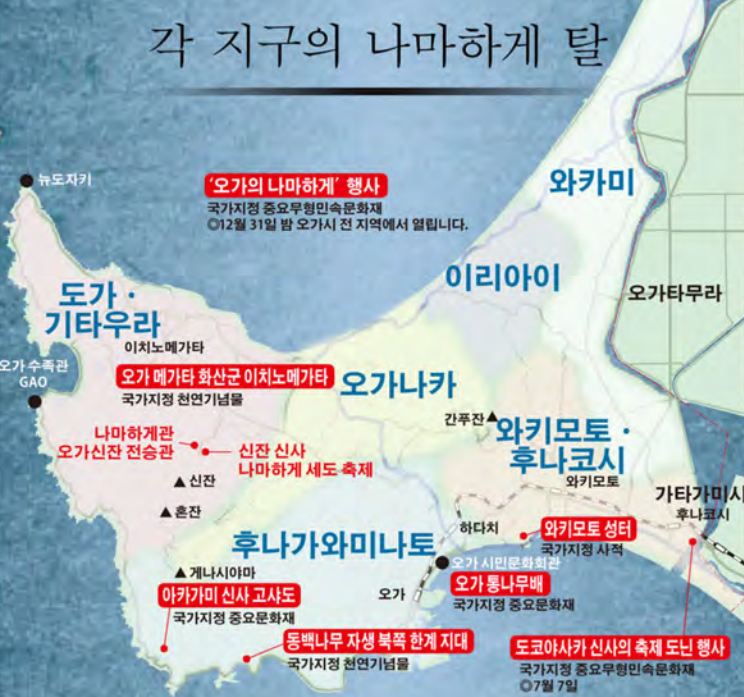 각 지구의 나마하게 탈
뉴도자키
'오가의 나마하게' 행사
국가지정 중요무형민속문화재
◎12월 31일 밤 오가시 전 지역에서 열립니다.
와카미
이리아이
오가타무라
도가・
기타우라
이치노메가타
오가 수족관
GAO
오가 메가타 화산군 이치노메가타
국가지정 천연기념물
오가나카
간푸잔▲
와키모토・
후나코시
와키모토
나마하게관
오가신잔 전승관
신잔 신사
나마하게 세도 축제
▲신잔
▲혼잔
가타가미시
후나코시
하다치
와키모토 성터
국가지정 사적
후나가와미나토
오가 시민문화회관
▲게나시야마
오가
오가 통나무배
국가지정 중요문화재
아카가미 신사 고샤도
국가지정 중요문화재
동백나무 자생 북쪽 한계 지대
국가지정 천연기념물
도코야사카 신사의 축제 도닌 행사
국가지정 중요무형민속문화재
◎7월 7일